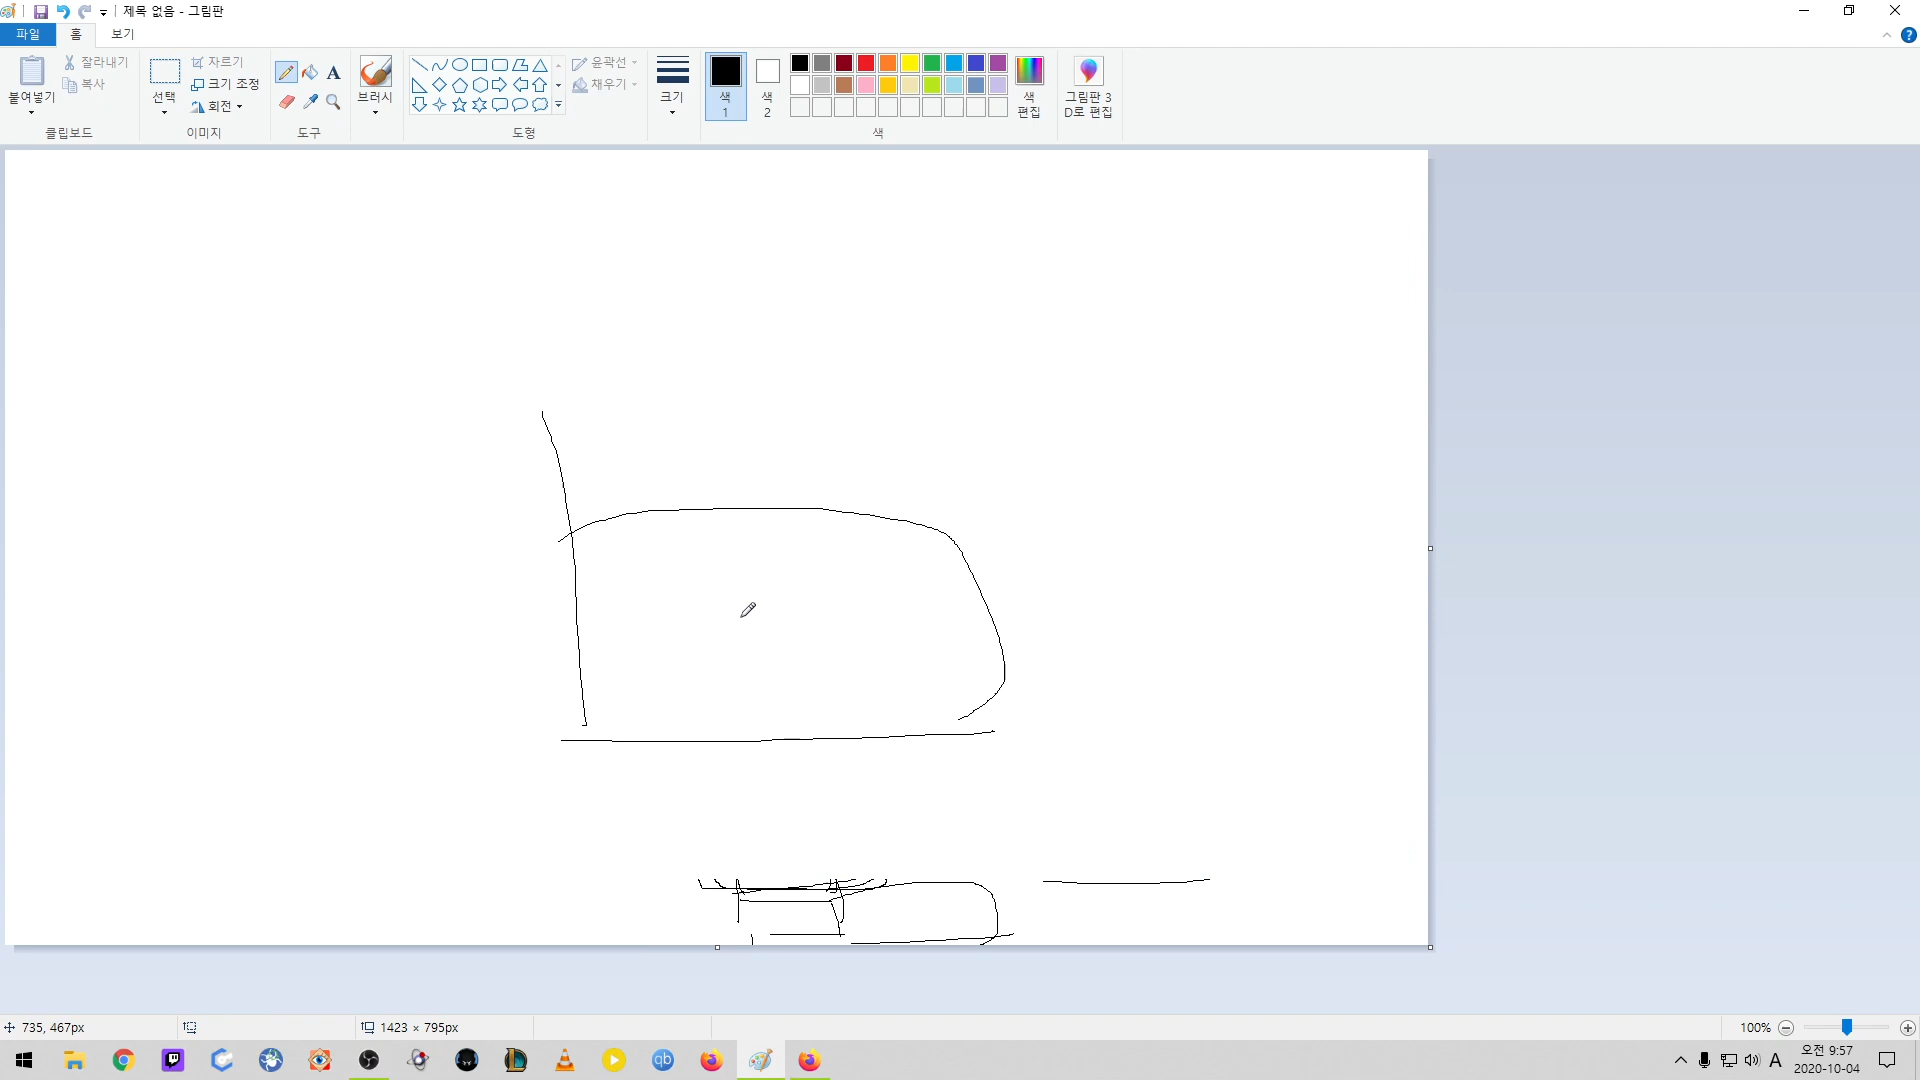 제목 없음 - 그림판
파일 홈 보기
붙여넣기
잘라내기
복사
클립보드
선택
자르기
크기 조정
회전
이미지
A
도구
브러시
윤곽선
채우기
도형
크기
색
1
색
2
색
색
편집
그림판 3
D로 편집
?
735, 467px
1423 × 795px
100%
qb
A
오전 9:57
2020-10-04